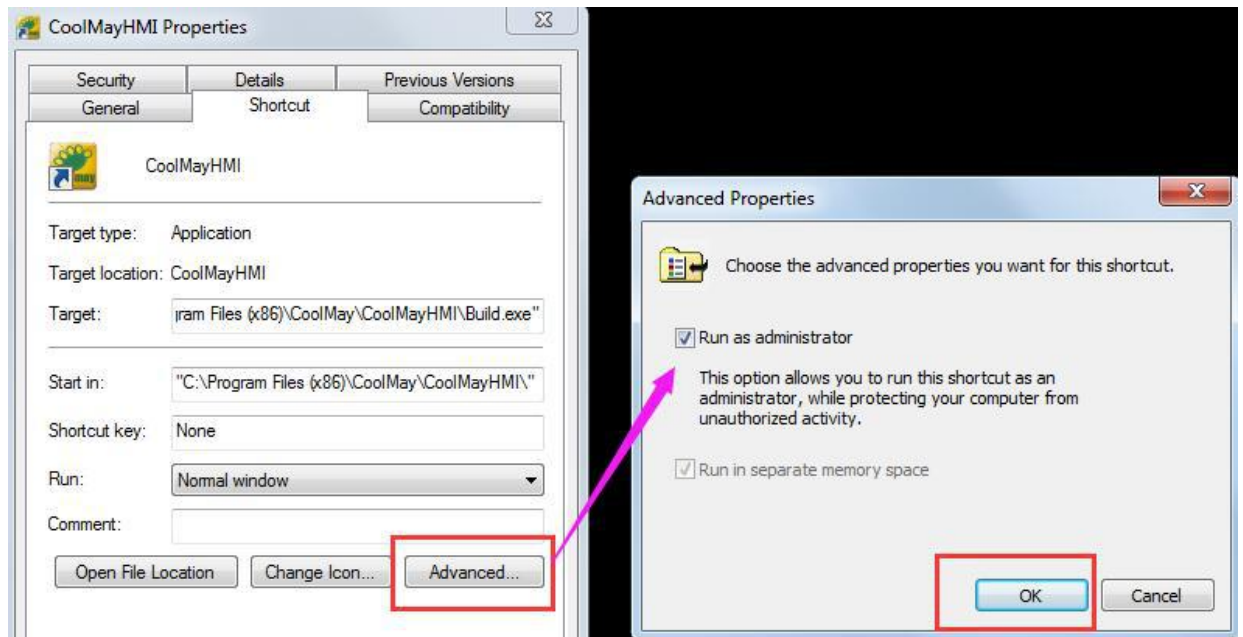 CoolMayHMI Properties
Security Details Previous Versions
General Shortcut Compatibility
may
CoolMayHMI
Target type: Application
Target location: CoolMayHMI
Target: gram Files (x86)\CoolMay\CoolMayHMI\Build.exe"
Start in: "C:\Program Files (x86)\CoolMay\CoolMayHMI\"
Shortcut key: None
Run: Normal window
Comment:
Open File Location Change Icon... Advanced...
Advanced Properties
Choose the advanced properties you want for this shortcut.
Run as administrator
This option allows you to run this shortcut as an
administrator, while protecting your computer from
unauthorized activity.
Run in separate memory space
OK Cancel